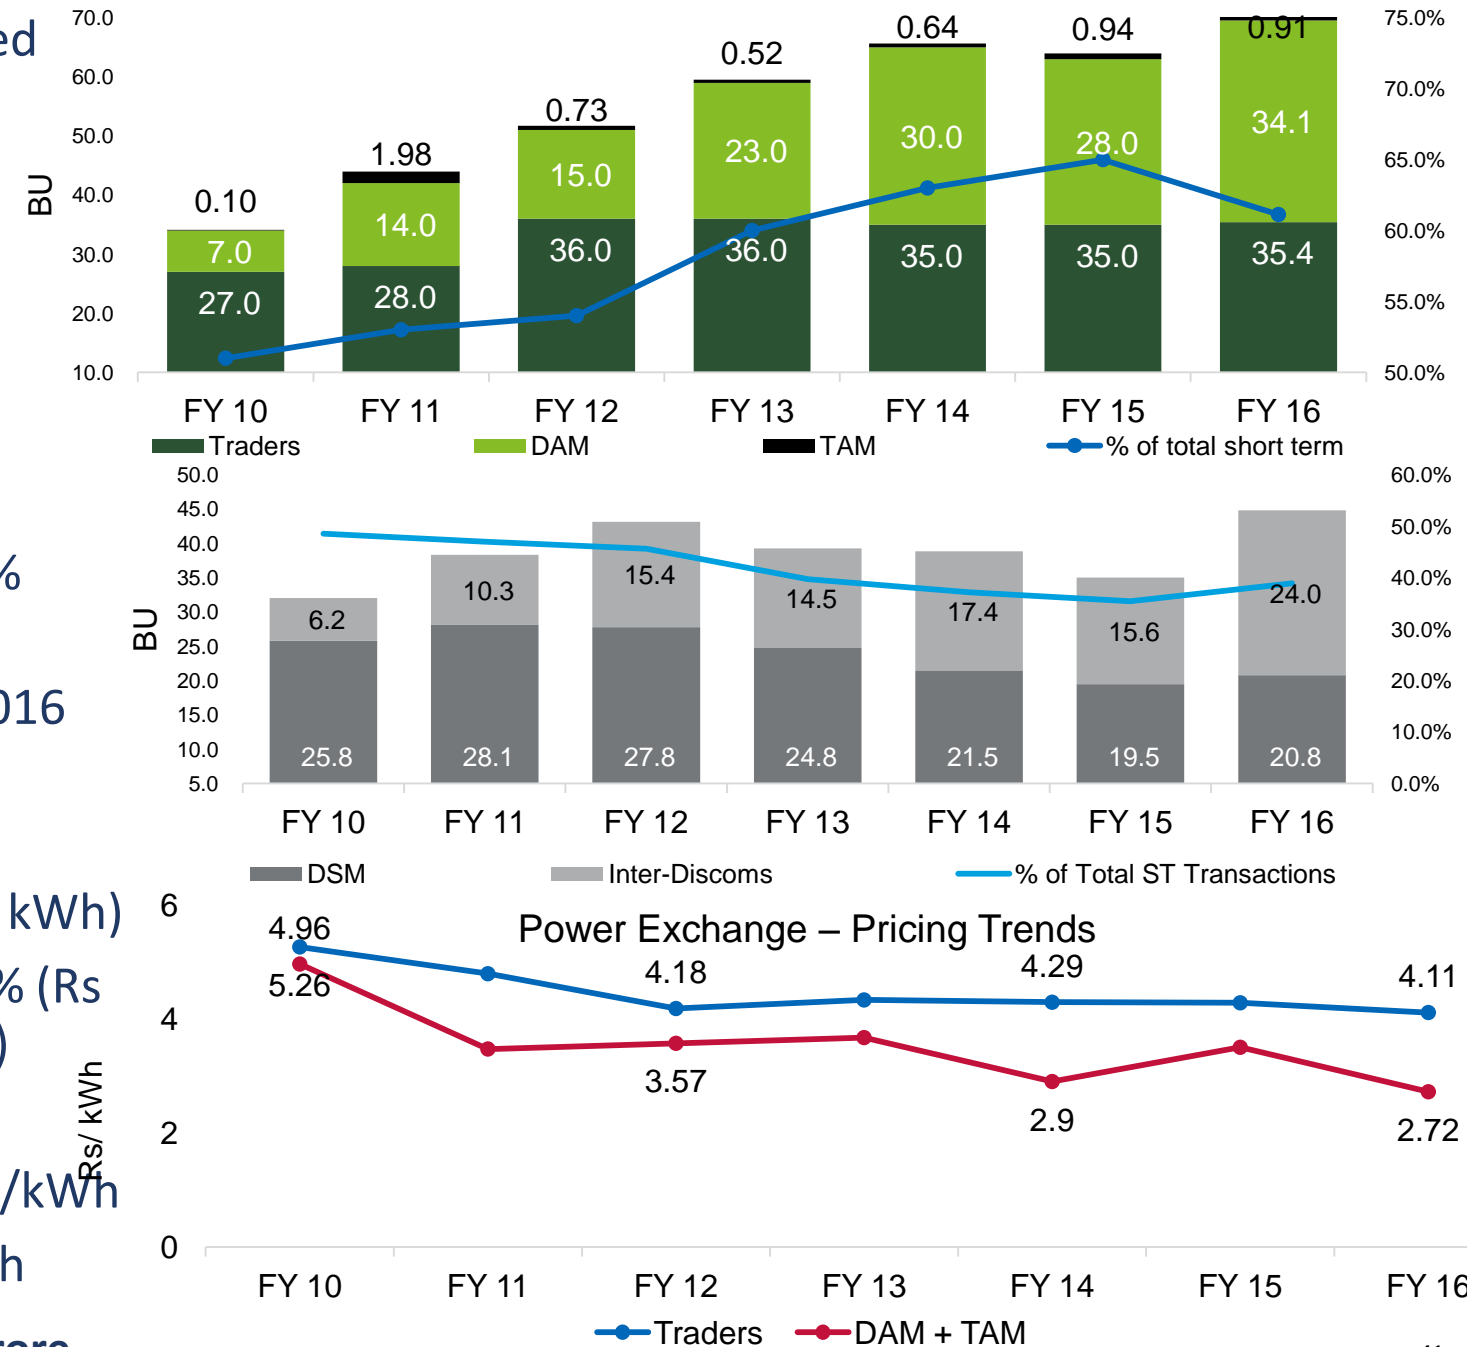 ed
%
016
kWh)
% (Rs
)
/kWh
h
70.0
60.0
50.0
40.0
30.0
20.0
10.0
BU
75.0%
70.0%
65.0%
60.0%
55.0%
50.0%
0.10 1.98 0.73 0.52 0.64 0.94 0.91
7.0 14.0 15.0 23.0 30.0 28.0 34.1
27.0 28.0 36.0 36.0 35.0 35.0 35.4
FY 10 FY 11 FY 12 FY 13 FY 14 FY 15 FY 16
Traders DAM TAM % of total short term
50.0
45.0
40.0
35.0
30.0
25.0
20.0
15.0
10.0
5.0
BU
60.0%
50.0%
40.0%
30.0%
20.0%
10.0%
0.0%
6.2 10.3 15.4 14.5 17.4 15.6 24.0
25.8 28.1 27.8 24.8 21.5 19.5 20.8
FY 10 FY 11 FY 12 FY 13 FY 14 FY 15 FY 16
DSM Inter-Discoms % of Total ST Transactions
Power Exchange – Pricing Trends
6
4
2
0
Rs/ kWh
4.96 4.18 4.29 4.11
5.26 3.57 2.9 2.72
FY 10 FY 11 FY 12 FY 13 FY 14 FY 15 FY 16
Traders DAM + TAM